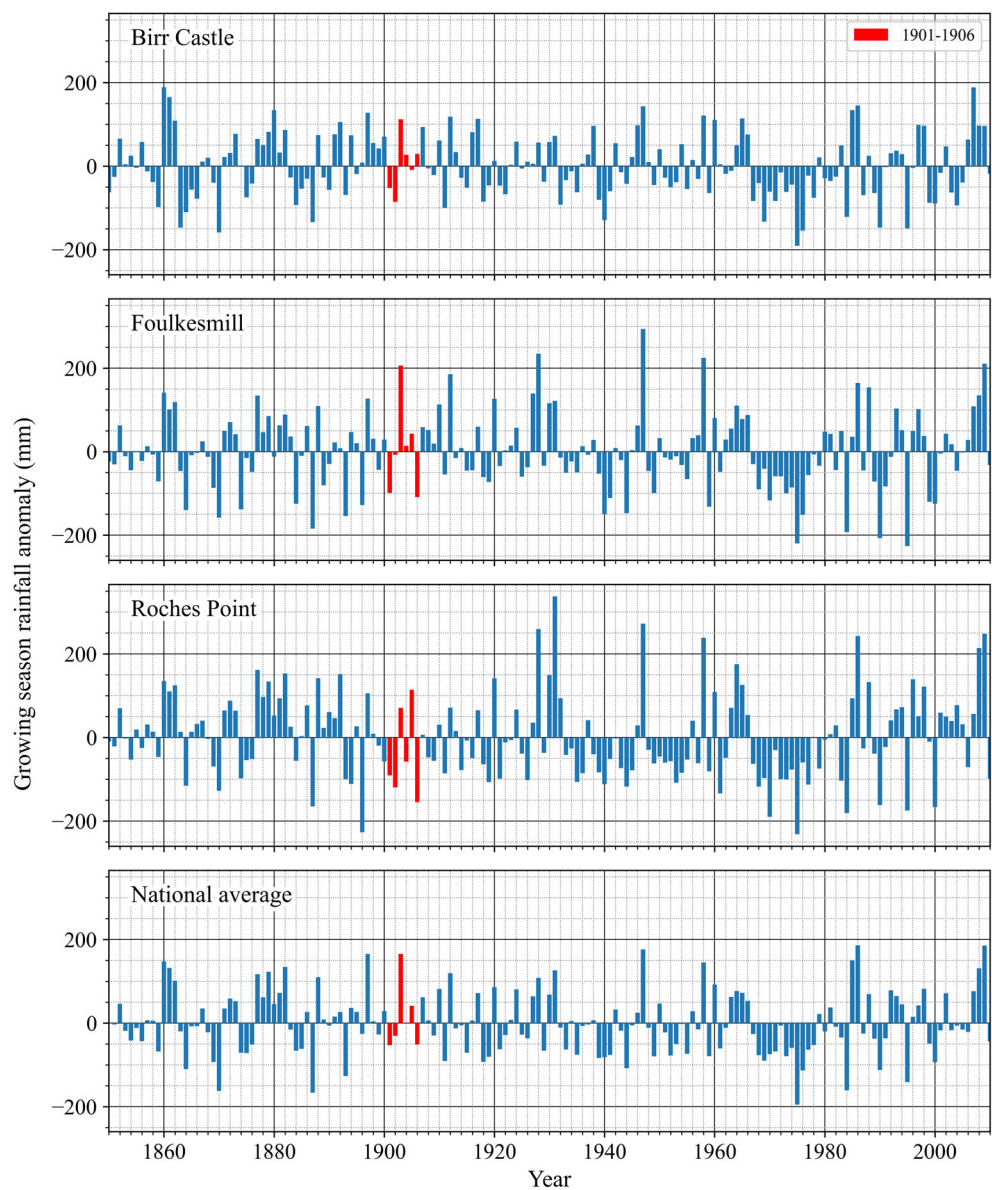 Birr Castle
1901-1906
200
0
−200
Foulkesmill
200
0
−200
Growing season rainfall anomaly (mm)
Roches Point
200
0
−200
National average
200
0
−200
1860 1880 1900 1920 1940 1960 1980 2000
Year